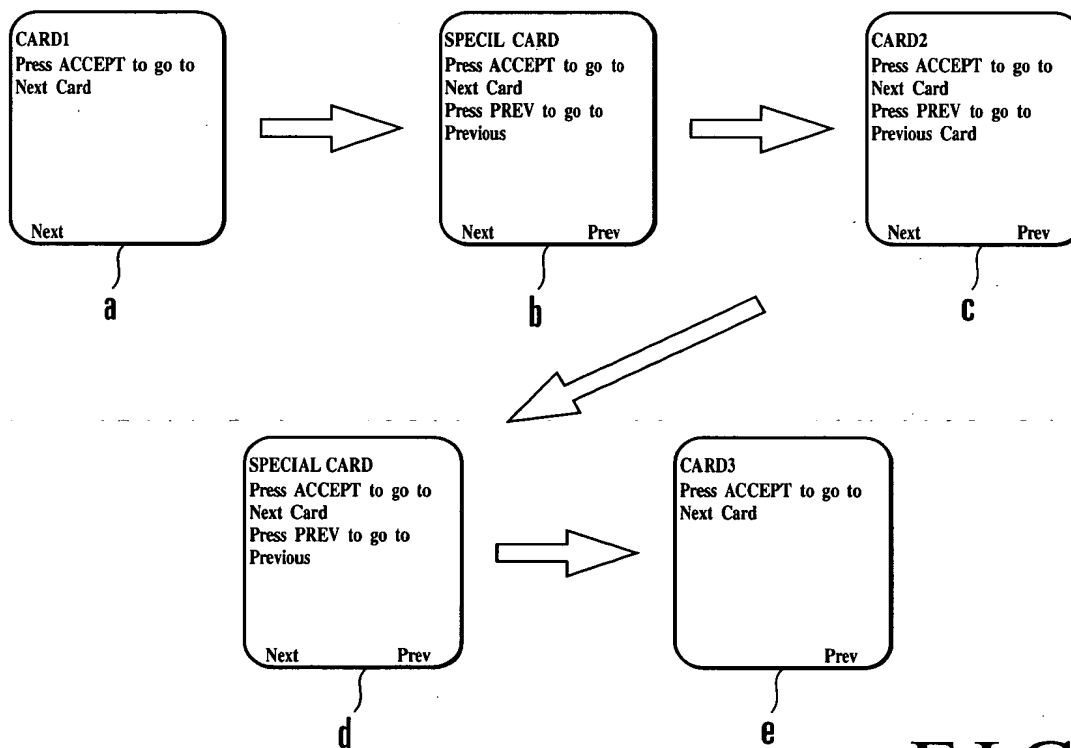 CARD1
Press ACCEPT to go to
Next Card
Next
a
SPECIL CARD
Press ACCEPT to go to
Next Card
Press PREV to go to
Previous
Next Prev
b
CARD2
Press ACCEPT to go to
Next Card
Press PREV to go to
Previous Card
Next Prev
c
SPECIAL CARD
Press ACCEPT to go to
Next Card
Press PREV to go to
Previous
Next Prev
d
CARD3
Press ACCEPT to go to
Next Card
Prev
e